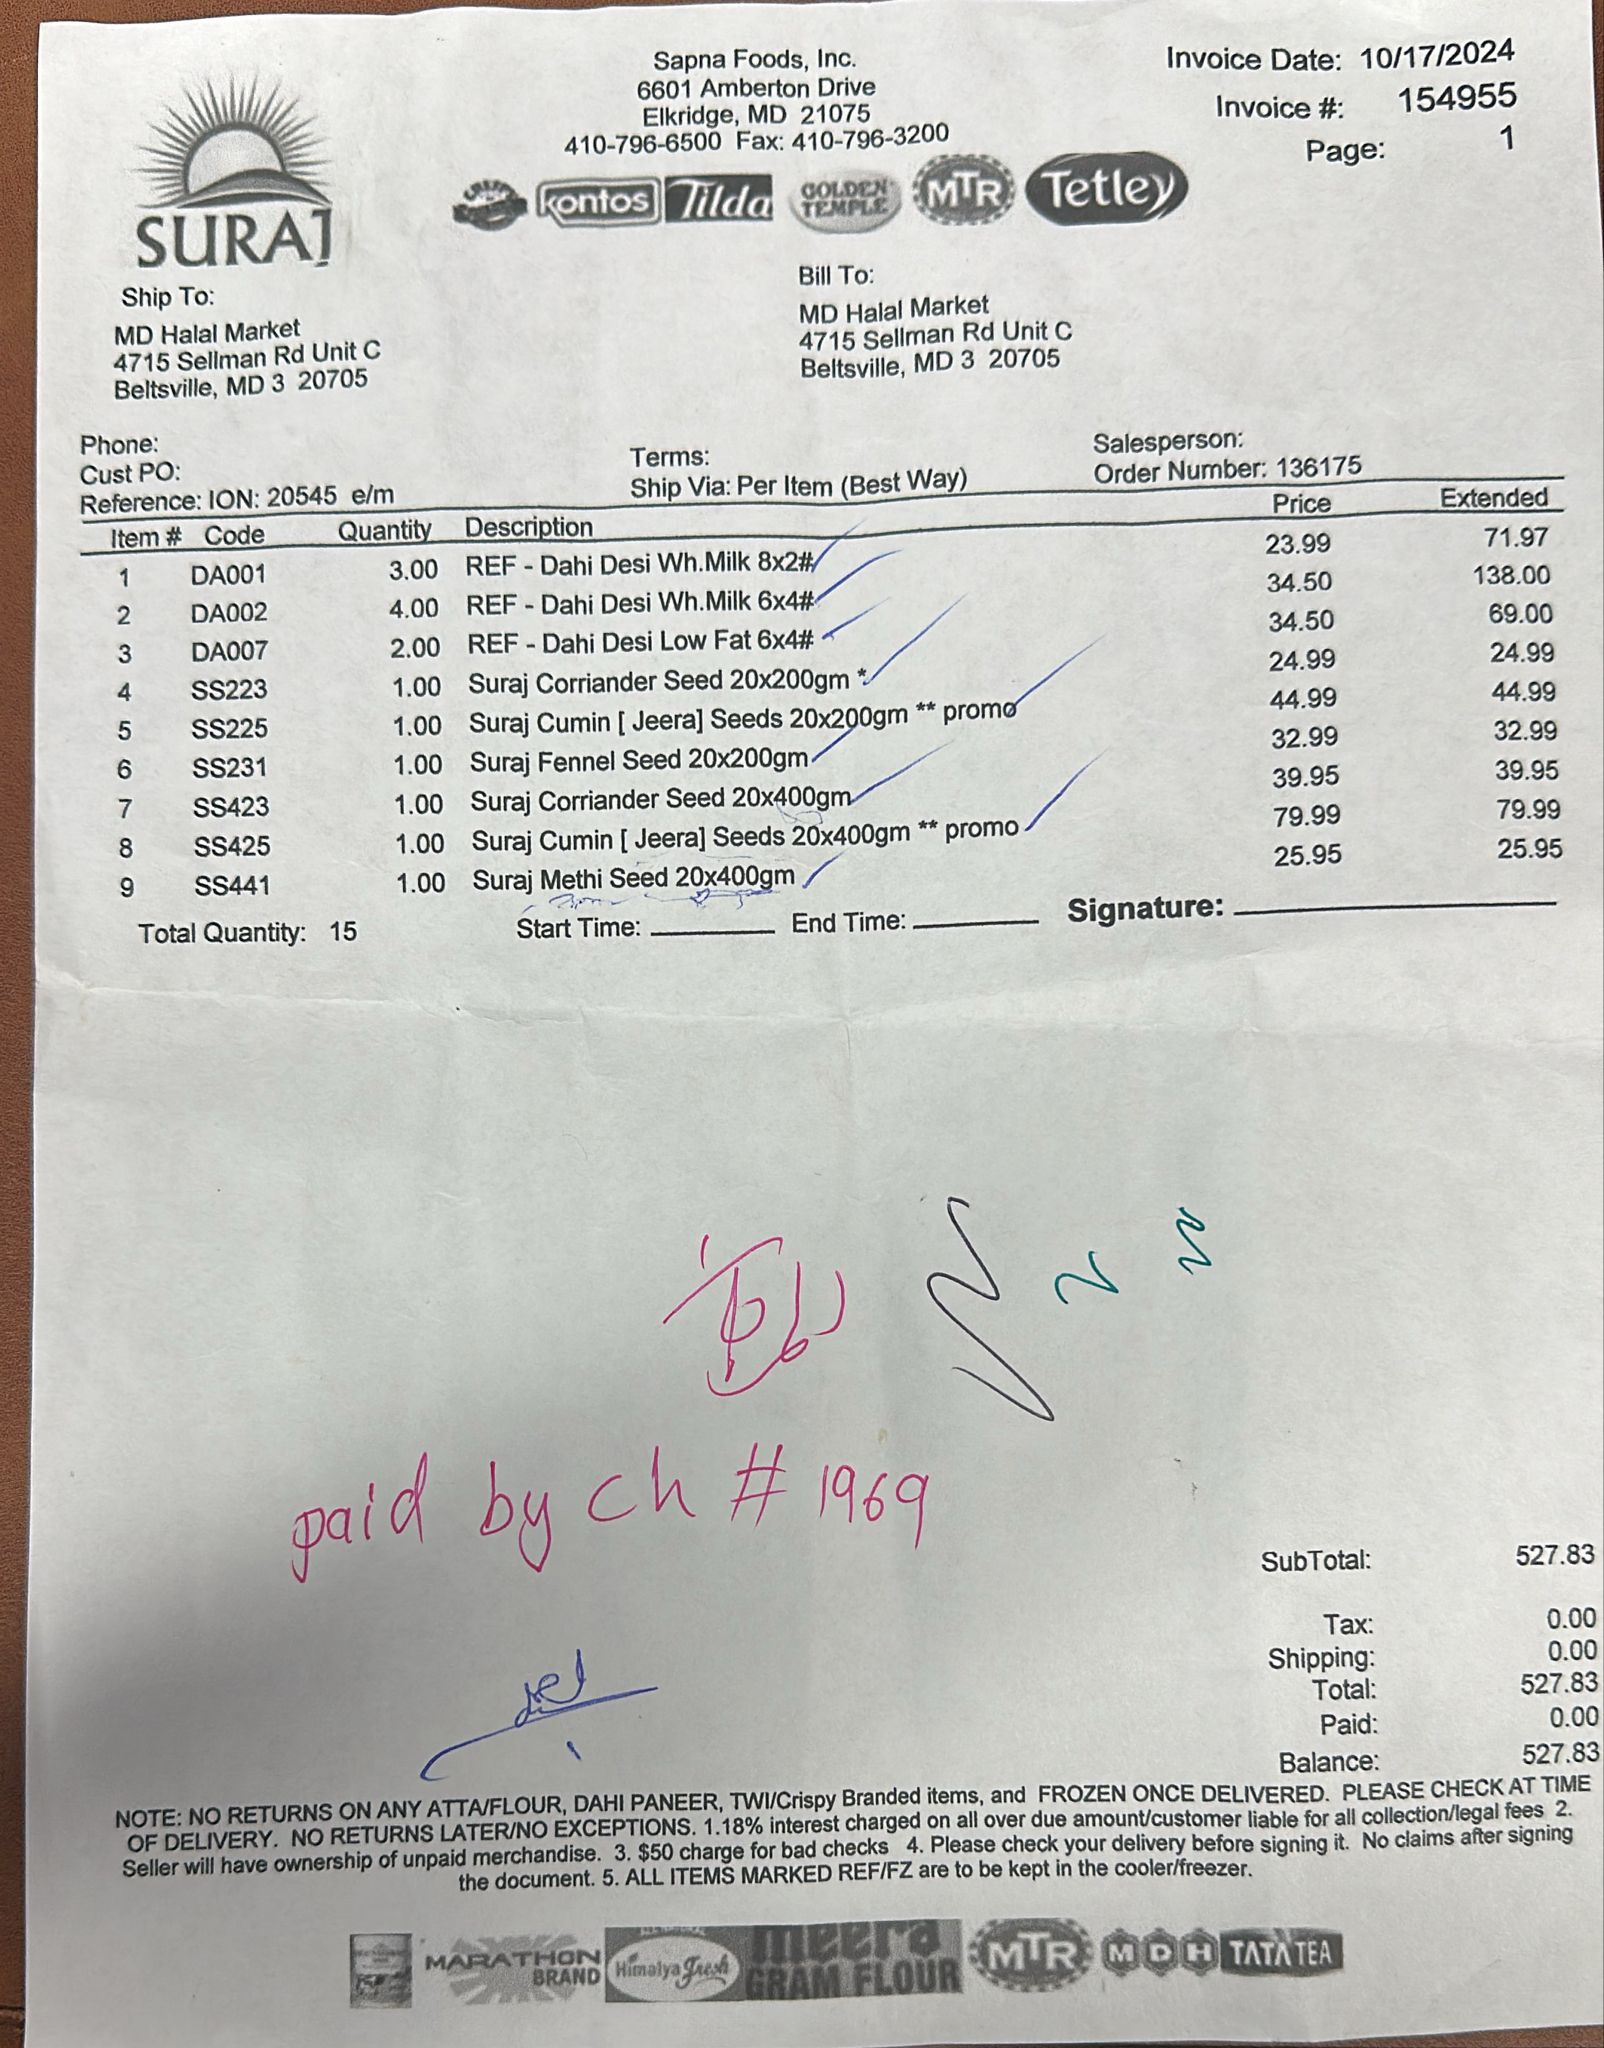 Sapna Foods, Inc.
6601 Amberton Drive
Elkridge, MD 21075
410-796-6500 Fax: 410-796-3200
Invoice Date: 10/17/2024
Invoice #: 154955
Page: 1
SURAJ
kontos Tilda GOLDEN TEMPLE MTR Tetley
Ship To:
MD Halal Market
4715 Sellman Rd Unit C
Beltsville, MD 3 20705
Bill To:
MD Halal Market
4715 Sellman Rd Unit C
Beltsville, MD 3 20705
Phone:
Cust PO:
Reference: ION: 20545 e/m
Terms:
Ship Via: Per Item (Best Way)
Salesperson:
Order Number: 136175
Item # Code Quantity Description Price Extended
1 DA001 3.00 REF - Dahi Desi Wh.Milk 8x2# 23.99 71.97
2 DA002 4.00 REF - Dahi Desi Wh.Milk 6x4# 34.50 138.00
3 DA007 2.00 REF - Dahi Desi Low Fat 6x4# 34.50 69.00
4 SS223 1.00 Suraj Corriander Seed 20x200gm * 24.99 24.99
5 SS225 1.00 Suraj Cumin [ Jeera] Seeds 20x200gm ** promo 44.99 44.99
6 SS231 1.00 Suraj Fennel Seed 20x200gm 32.99 32.99
7 SS423 1.00 Suraj Corriander Seed 20x400gm 39.95 39.95
8 SS425 1.00 Suraj Cumin [ Jeera] Seeds 20x400gm ** promo 79.99 79.99
9 SS441 1.00 Suraj Methi Seed 20x400gm 25.95 25.95
Total Quantity: 15 Start Time: End Time: Signature:
paid by ch # 1969
SubTotal: 527.83
Tax: 0.00
Shipping: 0.00
Total: 527.83
Paid: 0.00
Balance: 527.83
NOTE: NO RETURNS ON ANY ATTA/FLOUR, DAHI PANEER, TWI/Crispy Branded items, and FROZEN ONCE DELIVERED. PLEASE CHECK AT TIME
OF DELIVERY. NO RETURNS LATER/NO EXCEPTIONS. 1.18% interest charged on all over due amount/customer liable for all collection/legal fees 2.
Seller will have ownership of unpaid merchandise. 3. $50 charge for bad checks 4. Please check your delivery before signing it. No claims after signing
the document. 5. ALL ITEMS MARKED REF/FZ are to be kept in the cooler/freezer.
MARATHON BRAND Himalya Fresh meera GRAM FLOUR MTR MDH TATA TEA